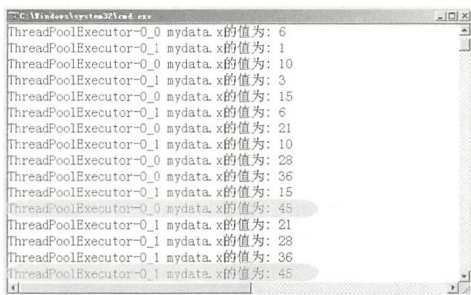 C:\Windows\system32\cmd.exe
ThreadPoolExecutor-0_0 mydata.x的值为: 6
ThreadPoolExecutor-0_1 mydata.x的值为: 1
ThreadPoolExecutor-0_0 mydata.x的值为: 10
ThreadPoolExecutor-0_1 mydata.x的值为: 3
ThreadPoolExecutor-0_0 mydata.x的值为: 15
ThreadPoolExecutor-0_1 mydata.x的值为: 6
ThreadPoolExecutor-0_0 mydata.x的值为: 21
ThreadPoolExecutor-0_1 mydata.x的值为: 10
ThreadPoolExecutor-0_0 mydata.x的值为: 28
ThreadPoolExecutor-0_0 mydata.x的值为: 36
ThreadPoolExecutor-0_1 mydata.x的值为: 15
ThreadPoolExecutor-0_0 mydata.x的值为: 45
ThreadPoolExecutor-0_1 mydata.x的值为: 21
ThreadPoolExecutor-0_1 mydata.x的值为: 28
ThreadPoolExecutor-0_1 mydata.x的值为: 36
ThreadPoolExecutor-0_1 mydata.x的值为: 45